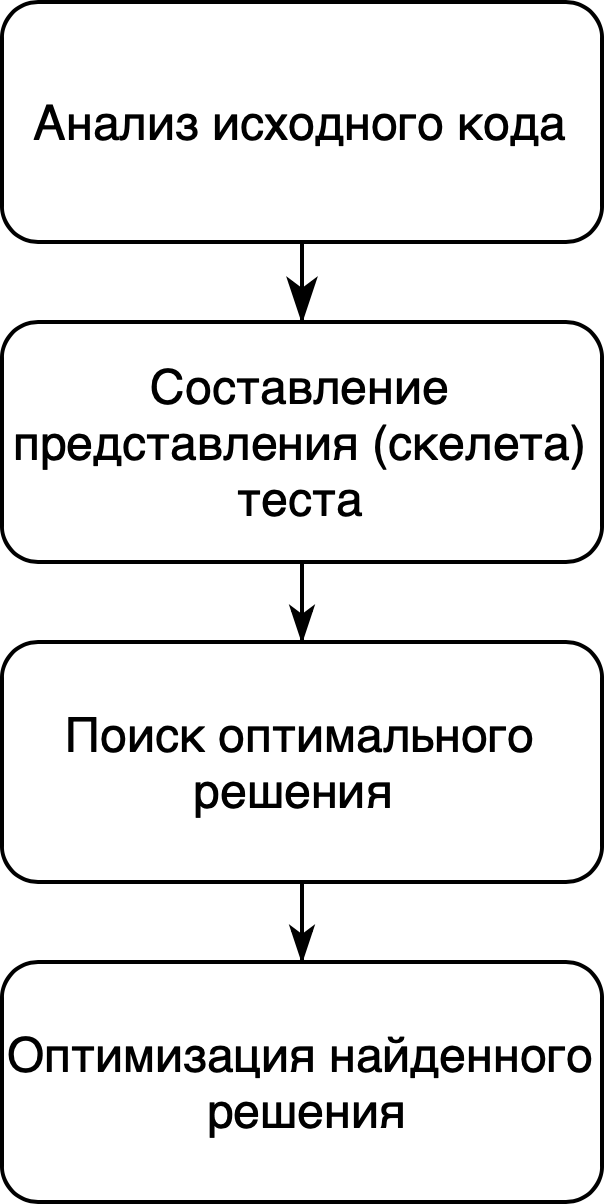 Анализ исходного кода
Составление
представления (скелета)
теста
Поиск оптимального
решения
Оптимизация найденного
решения